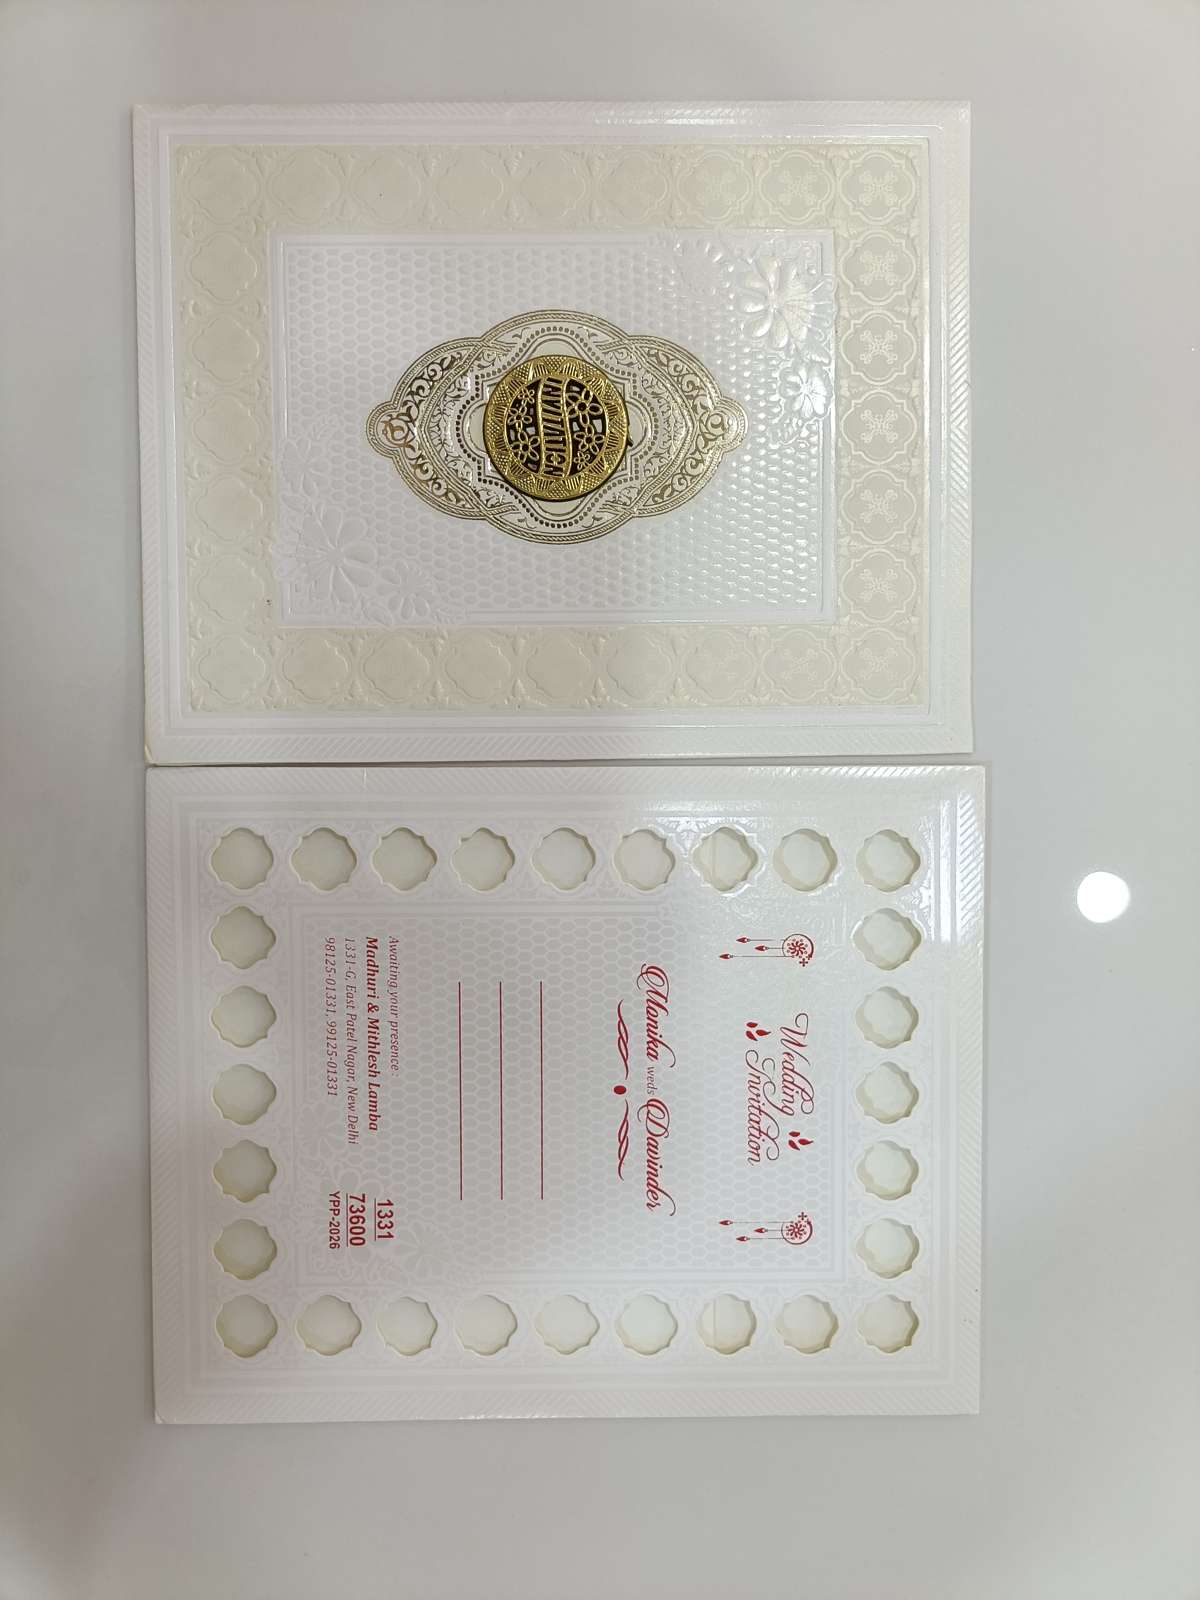 INVITATION
Wedding
Invitation
Monika weds Davinder
Awaiting your presence :
Madhuri & Mithlesh Lamba
1331-G, East Patel Nagar, New Delhi
98125-01331, 99125-01331
1331
73600
YPP-2026